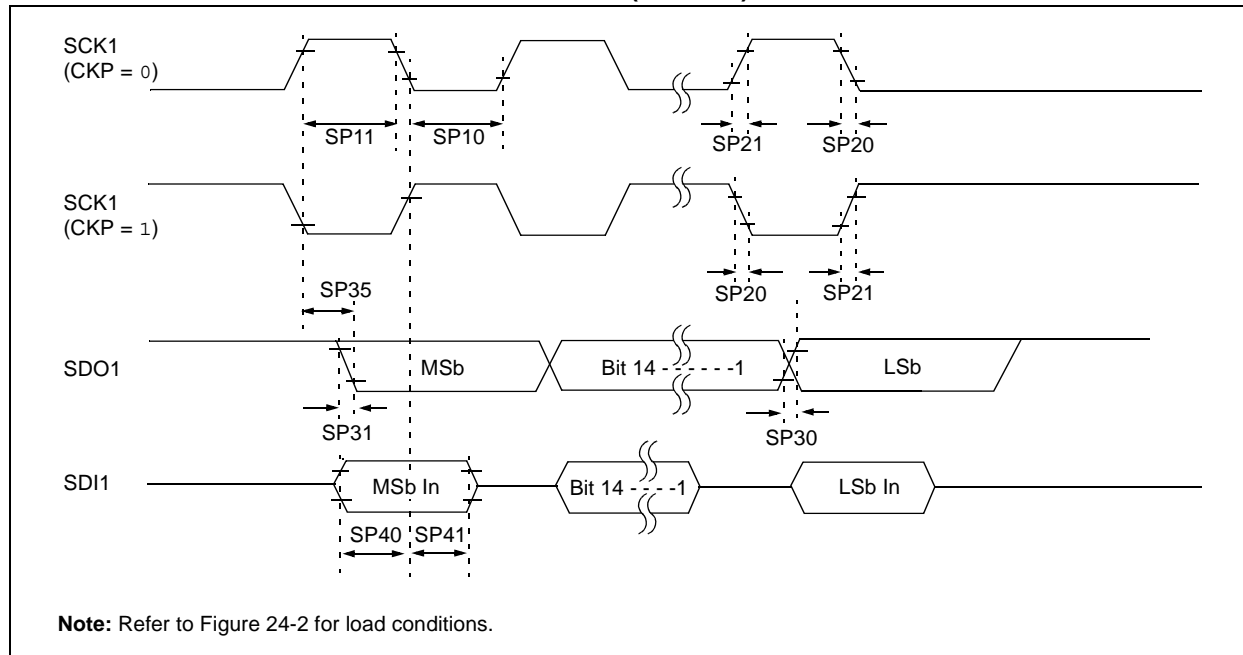 SCK1
(CKP = 0)
SP11
SP10
SP21
SP20
SCK1
(CKP = 1)
SP35
SP20
SP21
SDO1
MSb
Bit 14 - - - - - -1
LSb
SP31
SP30
SDI1
MSb In
Bit 14 - - - -1
LSb In
SP40
SP41
Note: Refer to Figure 24-2 for load conditions.